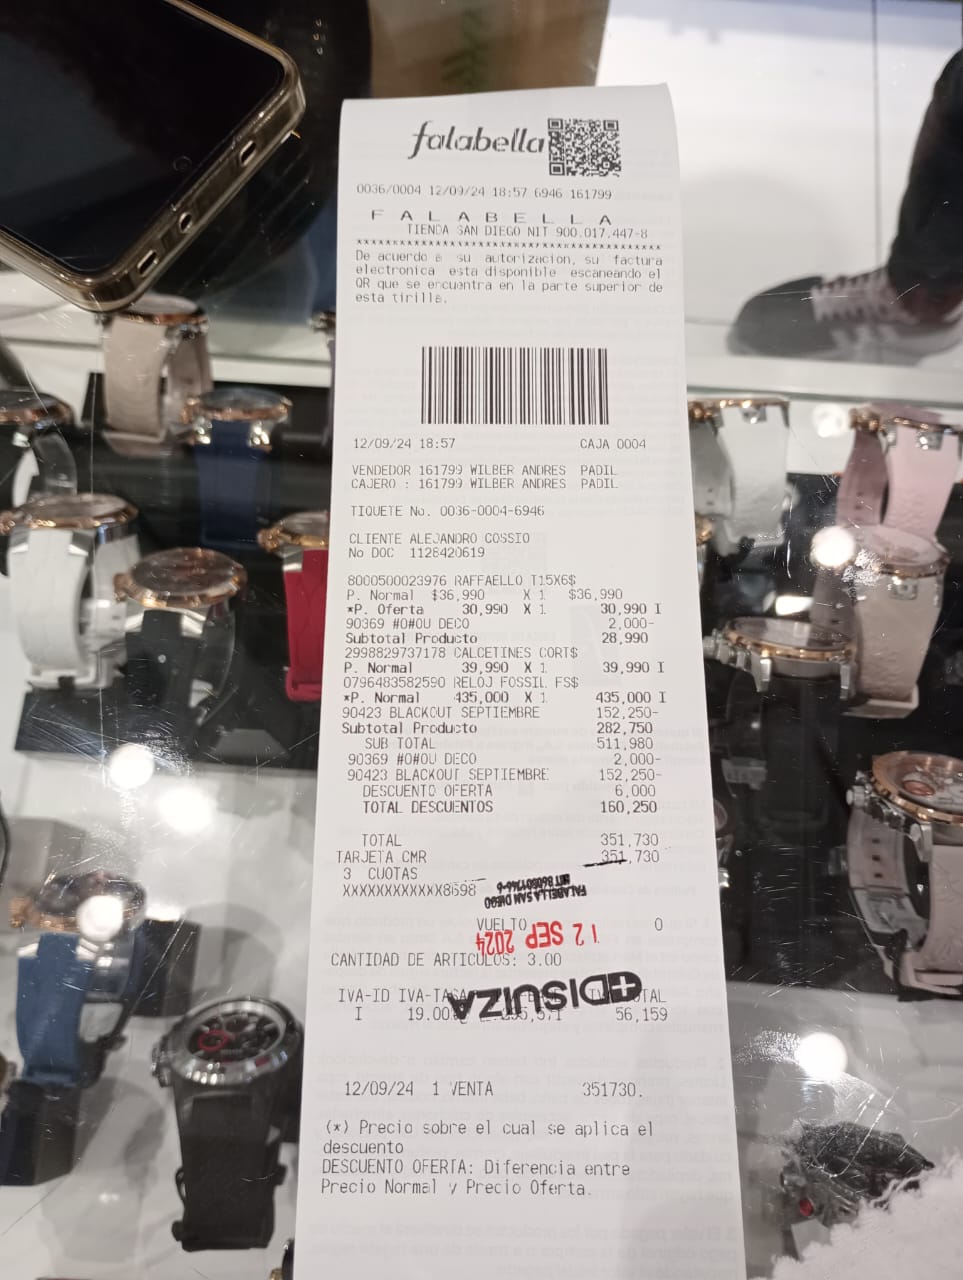 falabella
0036/0004 12/09/24 18:57 6946 161799
F A L A B E L L A
TIENDA SAN DIEGO NIT 900.017.447-8
****************************************
De acuerdo a su autorizacion, su factura
electronica esta disponible escaneando el
QR que se encuentra en la parte superior de
esta tirilla.
12/09/24 18:57 CAJA 0004
VENDEDOR 161799 WILBER ANDRES PADIL
CAJERO : 161799 WILBER ANDRES PADIL
TIQUETE No. 0036-0004-6946
CLIENTE ALEJANDRO COSSIO
No DOC 1128420619
8000500023976 RAFFAELLO T15X6$
P. Normal $36,990 X 1 $36,990
*P. Oferta 30,990 X 1 30,990 I
90369 #O#OU DECO 2,000-
Subtotal Producto 28,990
2998829737178 CALCETINES CORT$
P. Normal 39,990 X 1 39,990 I
0796483582590 RELOJ FOSSIL FS$
*P. Normal 435,000 X 1 435,000 I
90423 BLACKOUT SEPTIEMBRE 152,250-
Subtotal Producto 282,750
SUB TOTAL 511,980
90369 #O#OU DECO 2,000-
90423 BLACKOUT SEPTIEMBRE 152,250-
DESCUENTO OFERTA 6,000
TOTAL DESCUENTOS 160,250
TOTAL 351,730
TARJETA CMR 351,730
3 CUOTAS
XXXXXXXXXXXX8598
FALABELLA SAN DIEGO
VUELTO 0
12 SEP 2024
CANTIDAD DE ARTICULOS: 3.00
+DISUIZA
IVA-ID IVA-TASA
I 19.00 56,159
12/09/24 1 VENTA 351730.
(*) Precio sobre el cual se aplica el
descuento
DESCUENTO OFERTA: Diferencia entre
Precio Normal y Precio Oferta.